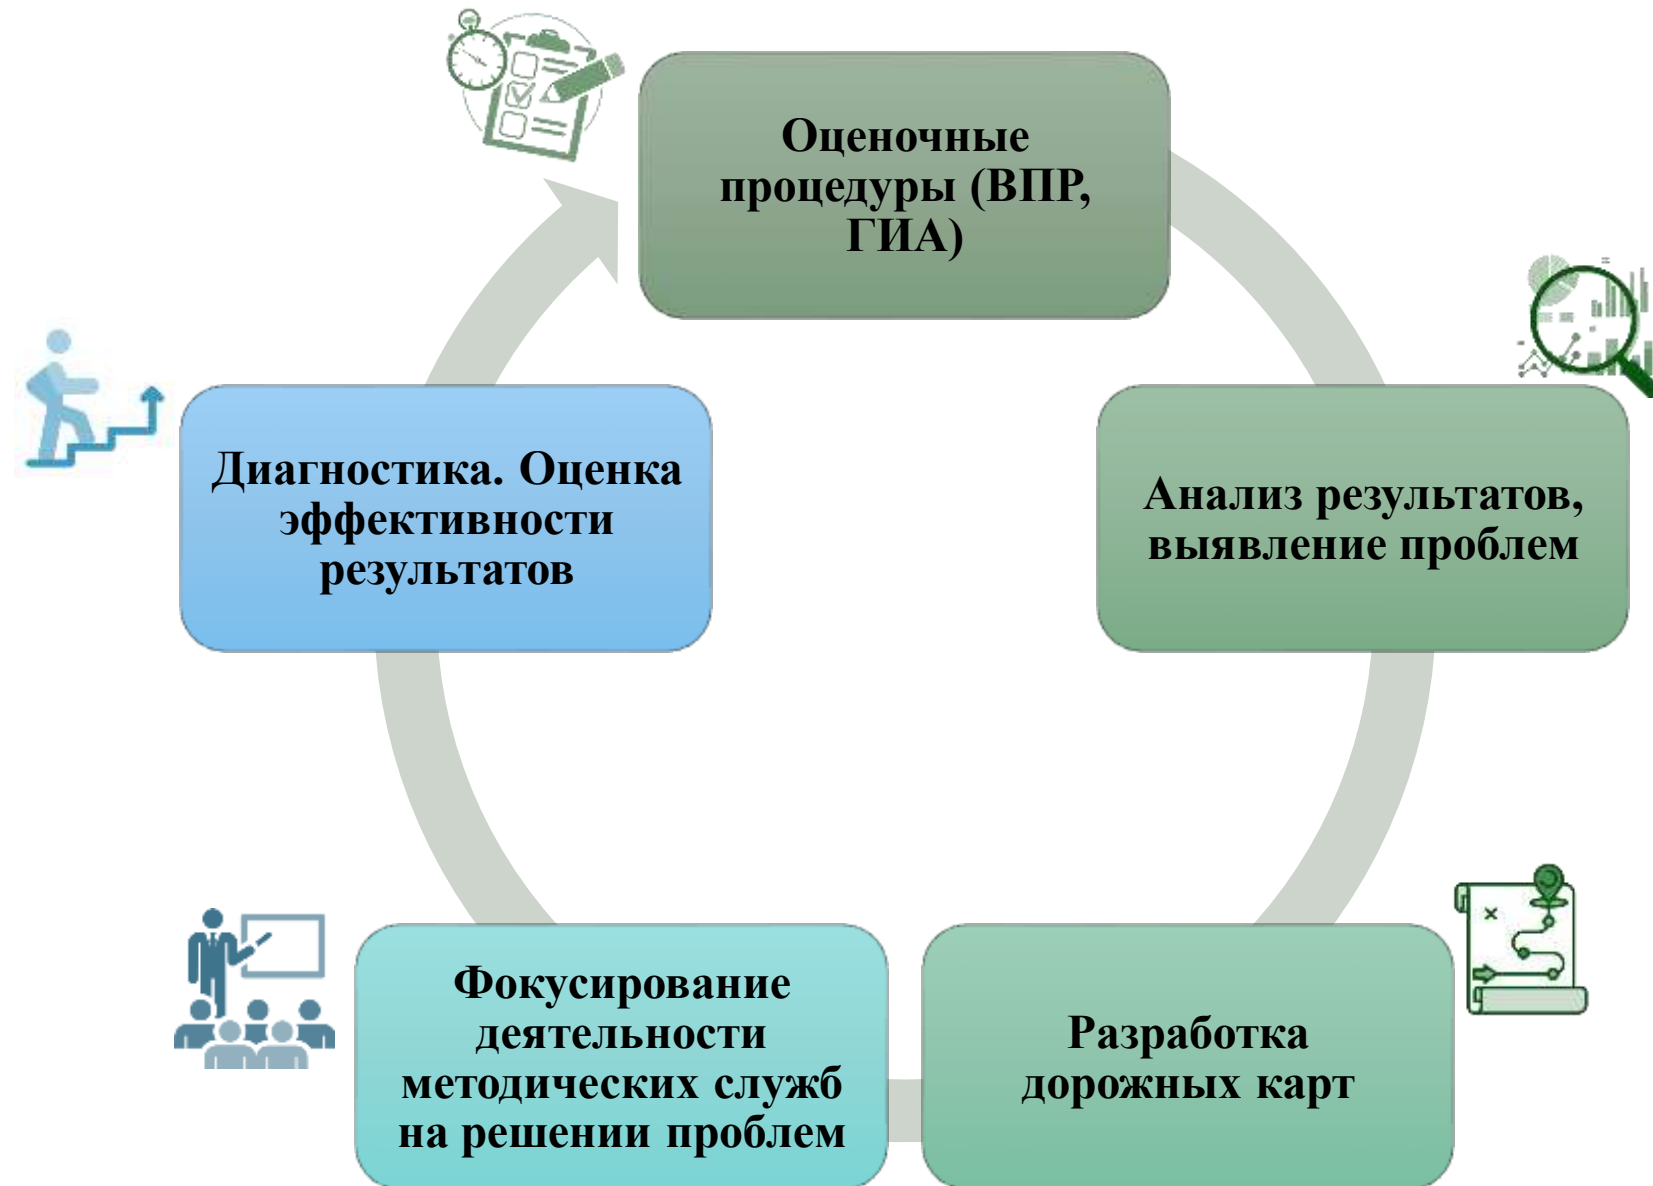 Оценочные
процедуры (ВПР,
ГИА)
Анализ результатов,
выявление проблем
Разработка
дорожных карт
Фокусирование
деятельности
методических служб
на решении проблем
Диагностика. Оценка
эффективности
результатов